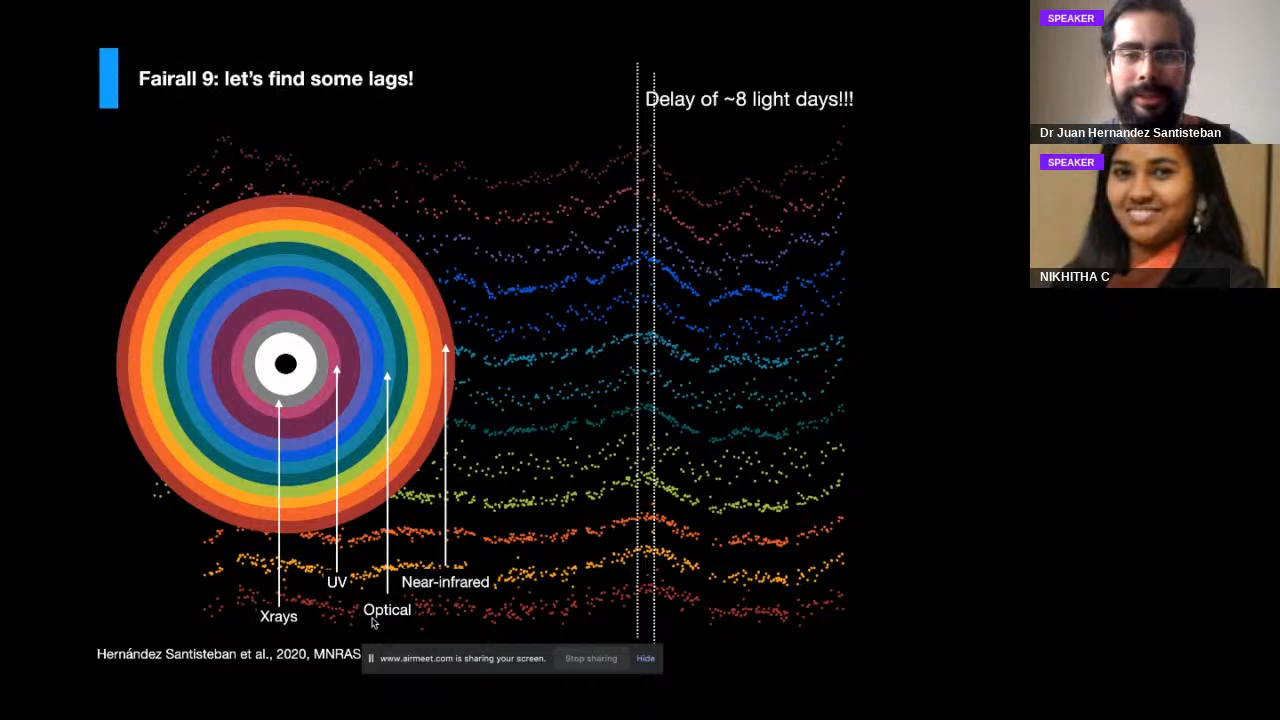 Fairall 9: let's find some lags!
Delay of ~8 light days!!!
UV
Near-infrared
Optical
Xrays
Hernández Santisteban et al., 2020, MNRAS
www.airmeet.com is sharing your screen.
Stop sharing
Hide
SPEAKER
Dr Juan Hernandez Santisteban
SPEAKER
NIKHITHA C